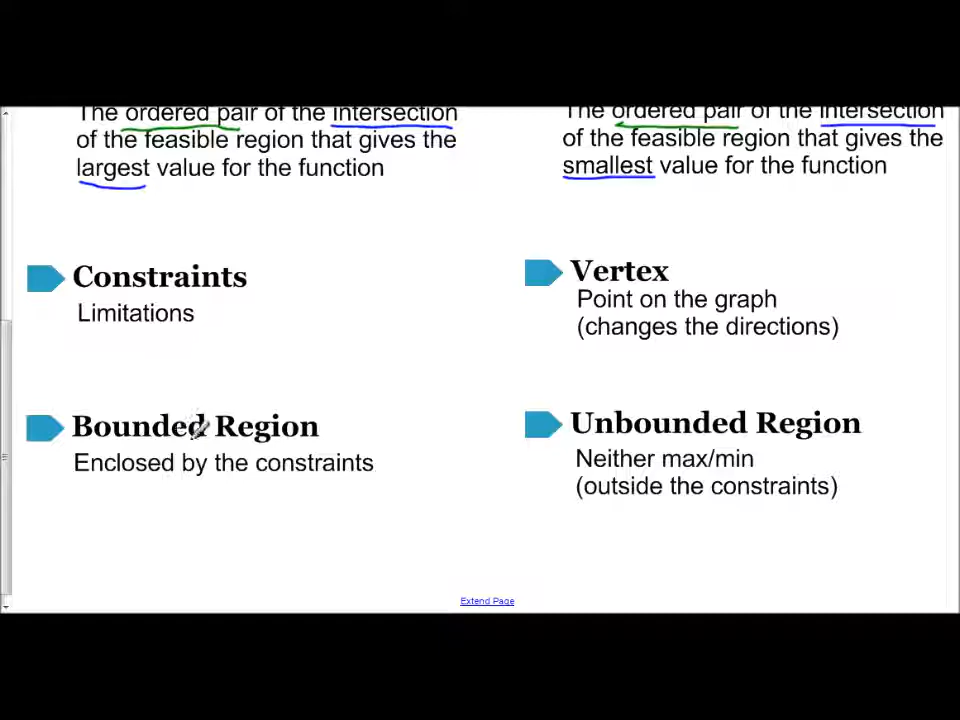 The ordered pair of the intersection
of the feasible region that gives the
largest value for the function
The ordered pair of the intersection
of the feasible region that gives the
smallest value for the function
Constraints
Limitations
Vertex
Point on the graph
(changes the directions)
Bounded Region
Enclosed by the constraints
Unbounded Region
Neither max/min
(outside the constraints)
Extend Page